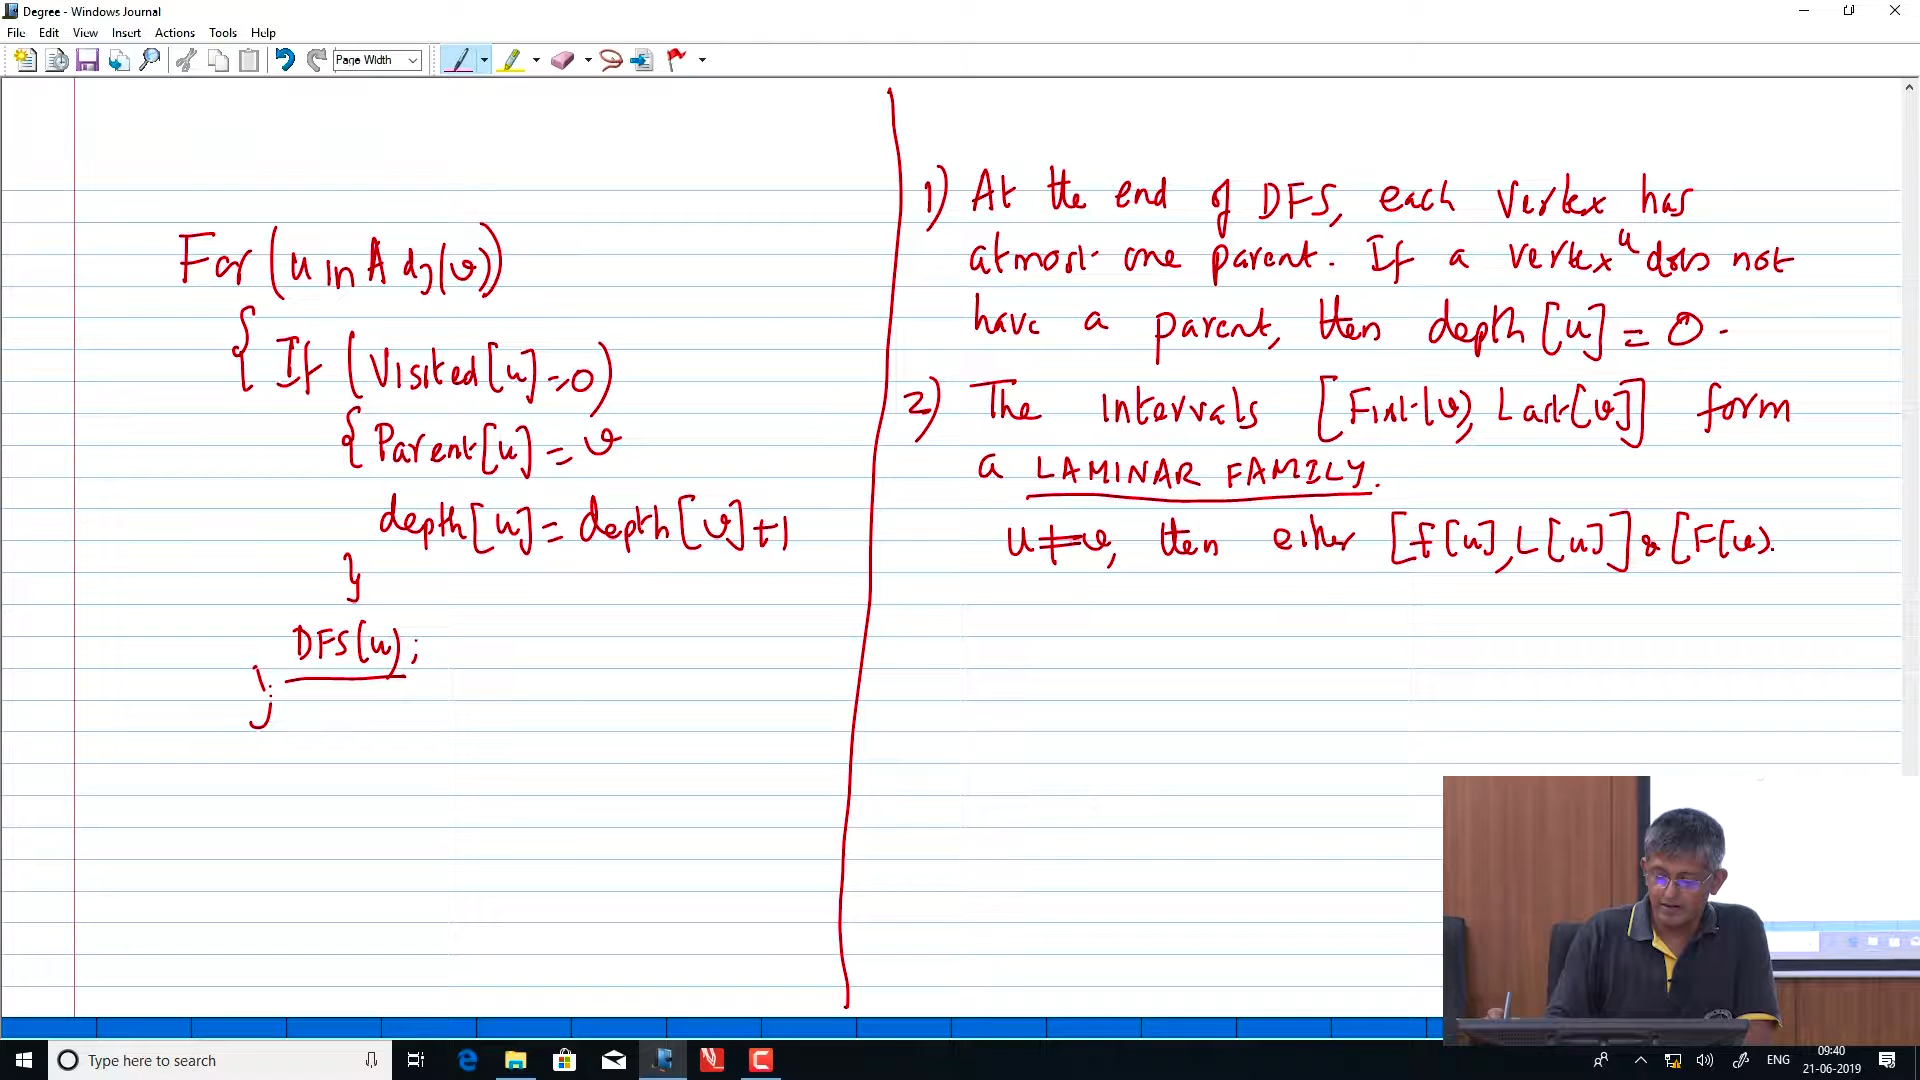 Degree - Windows Journal
File Edit View Insert Actions Tools Help
Page Width
For (u in Adj(v))
{ If (Visited[u]=0)
{ Parent[u] = v
depth[u] = depth[v]+1
}
DFS(u);
}
1) At the end of DFS, each vertex has
atmost one parent. If a vertex u does not
have a parent, then depth[u] = 0.
2) The intervals [First[v], Last[v]] form
a LAMINAR FAMILY.
u≠v, then either [F[u], L[u]] & [F[v].
Type here to search
ENG
09:40
21-06-2019